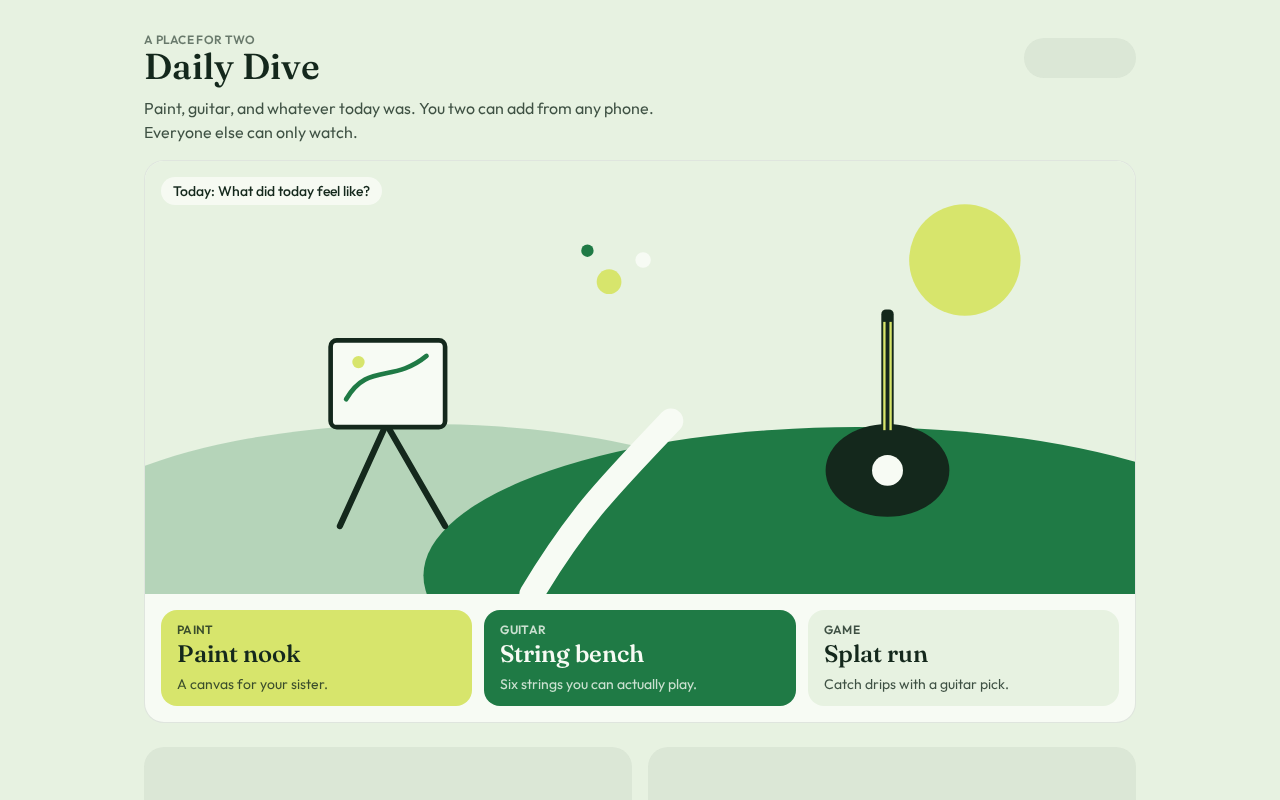 A PLACE FOR TWO
Daily Dive
Paint, guitar, and whatever today was. You two can add from any phone.
Everyone else can only watch.
Today: What did today feel like?
PAINT
Paint nook
A canvas for your sister.
GUITAR
String bench
Six strings you can actually play.
GAME
Splat run
Catch drips with a guitar pick.